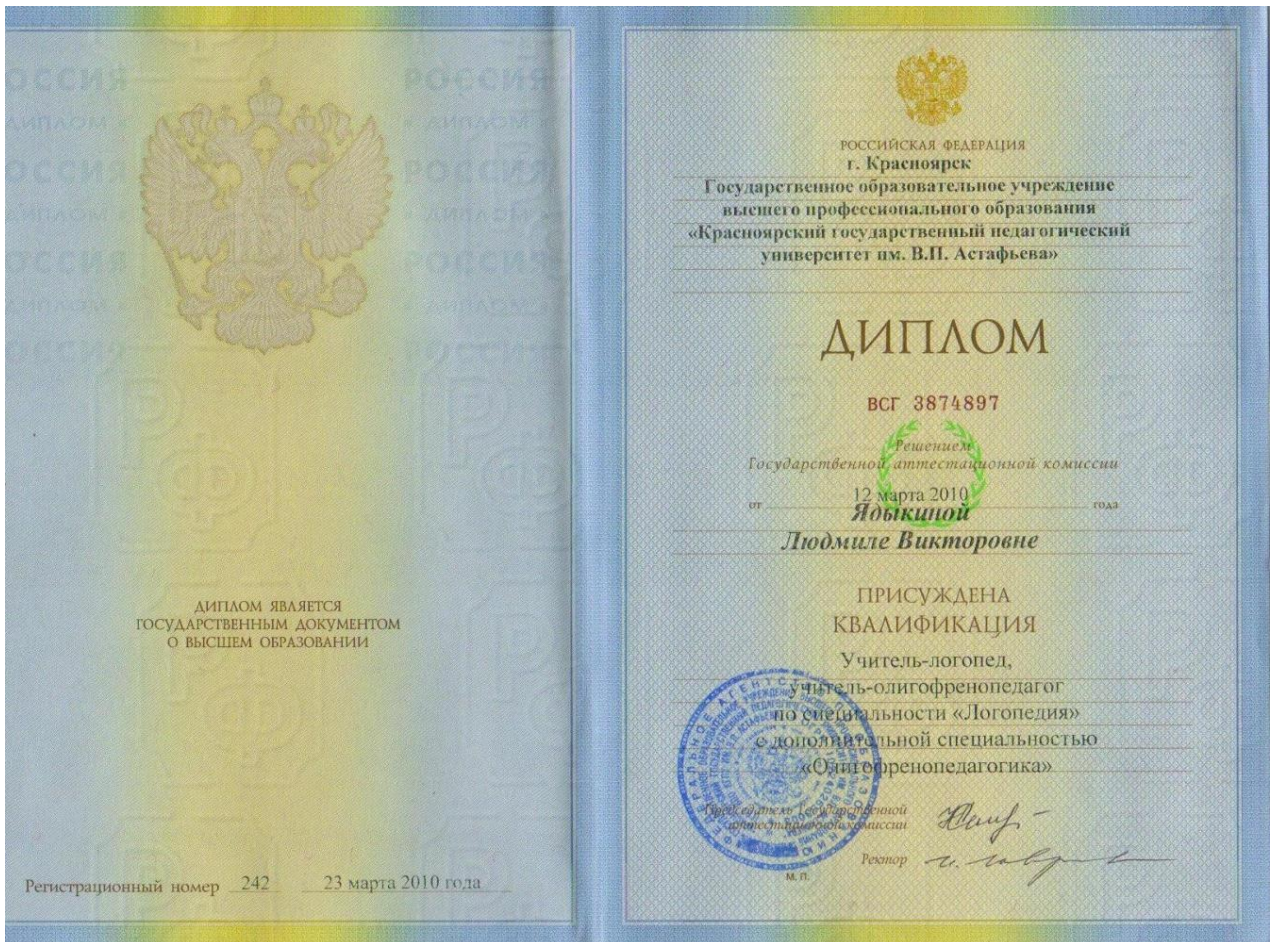 ДИПЛОМ ЯВЛЯЕТСЯ
ГОСУДАРСТВЕННЫМ ДОКУМЕНТОМ
О ВЫСШЕМ ОБРАЗОВАНИИ
Регистрационный номер 242 23 марта 2010 года
РОССИЙСКАЯ ФЕДЕРАЦИЯ
г. Красноярск
Государственное образовательное учреждение
высшего профессионального образования
«Красноярский государственный педагогический
университет им. В.П. Астафьева»
ДИПЛОМ
ВСГ 3874897
Решением
Государственной аттестационной комиссии
от 12 марта 2010 года
Ядыкиной
Людмиле Викторовне
ПРИСУЖДЕНА
КВАЛИФИКАЦИЯ
Учитель-логопед,
учитель-олигофренопедагог
по специальности «Логопедия»
с дополнительной специальностью
«Олигофренопедагогика»
Председатель Государственной
аттестационной комиссии
Ректор
М. П.